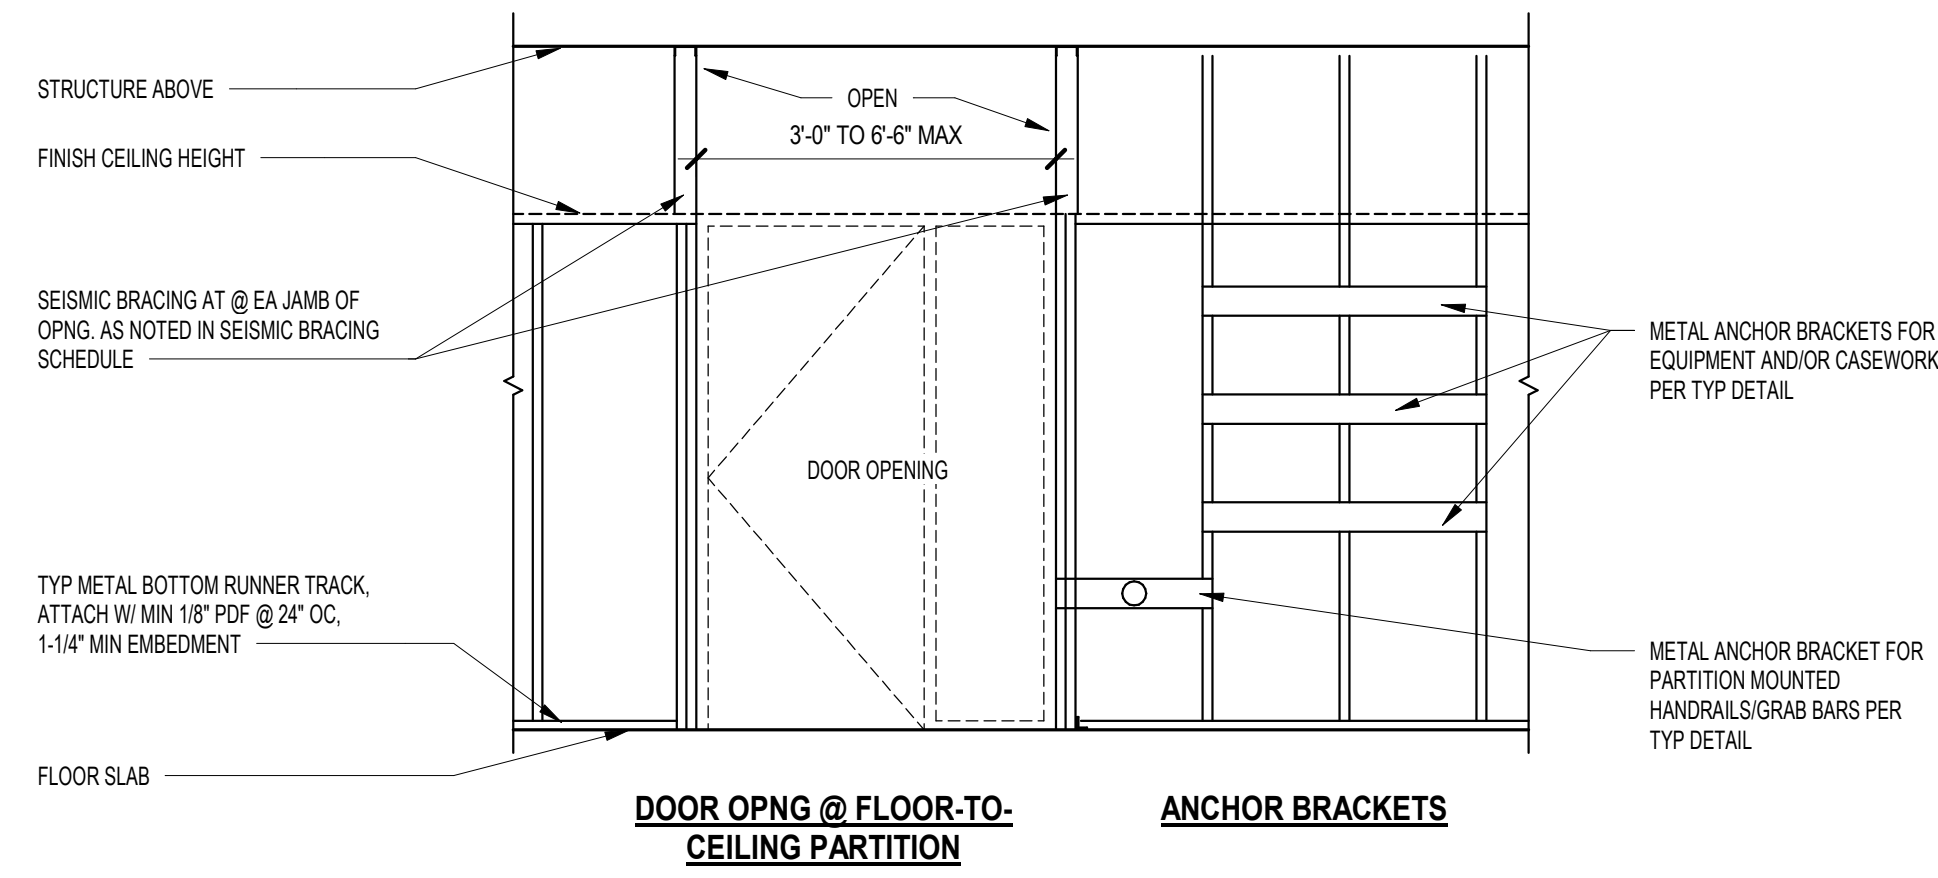 STRUCTURE ABOVE
OPEN
3'-0" TO 6'-6" MAX
FINISH CEILING HEIGHT
SEISMIC BRACING AT @ EA JAMB OF
OPNG. AS NOTED IN SEISMIC BRACING
SCHEDULE
METAL ANCHOR BRACKETS FOR
EQUIPMENT AND/OR CASEWORK
PER TYP DETAIL
DOOR OPENING
TYP METAL BOTTOM RUNNER TRACK,
ATTACH W/ MIN 1/8" PDF @ 24" OC,
1-1/4" MIN EMBEDMENT
METAL ANCHOR BRACKET FOR
PARTITION MOUNTED
HANDRAILS/GRAB BARS PER
TYP DETAIL
FLOOR SLAB
DOOR OPNG @ FLOOR-TO-
CEILING PARTITION
ANCHOR BRACKETS